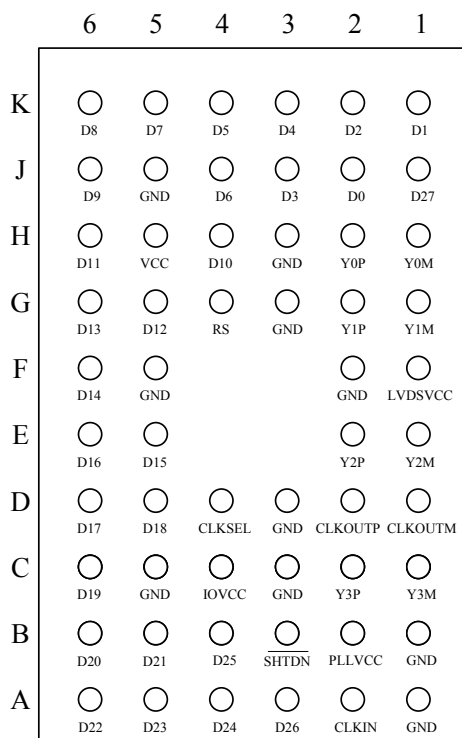 6 5 4 3 2 1
K
D8 D7 D5 D4 D2 D1
J
D9 GND D6 D3 D0 D27
H
D11 VCC D10 GND Y0P Y0M
G
D13 D12 RS GND Y1P Y1M
F
D14 GND GND LVDSVCC
E
D16 D15 Y2P Y2M
D
D17 D18 CLKSEL GND CLKOUTP CLKOUTM
C
D19 GND IOVCC GND Y3P Y3M
B
D20 D21 D25 SHTDN PLLVCC GND
A
D22 D23 D24 D26 CLKIN GND